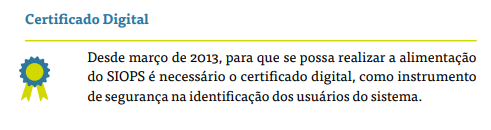 Certificado Digital
Desde março de 2013, para que se possa realizar a alimentação
do SIOPS é necessário o certificado digital, como instrumento
de segurança na identificação dos usuários do sistema.